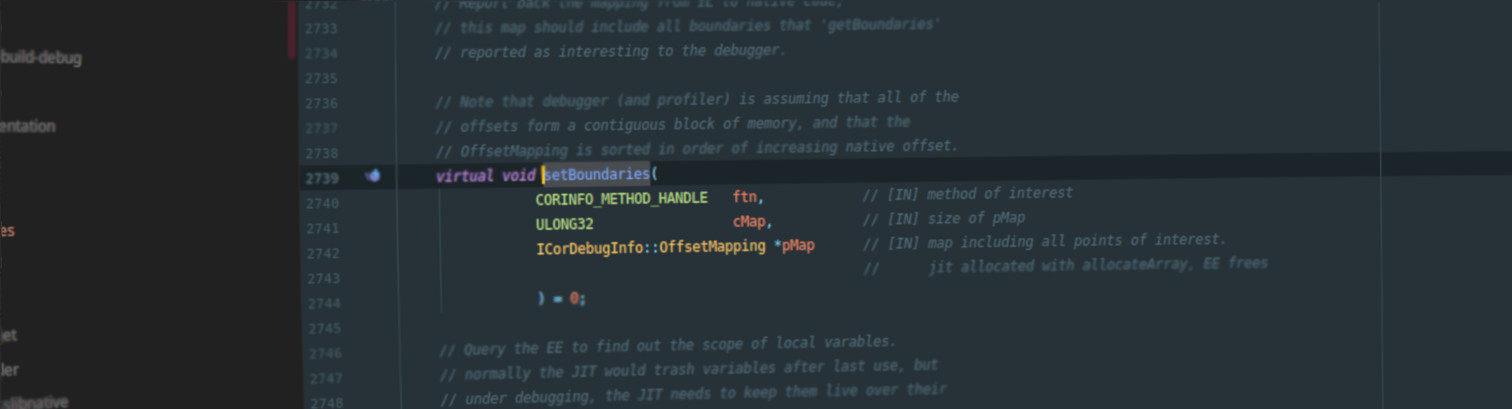 2732 // Report back the mapping from IL to native code,
2733 // this map should include all boundaries that 'getBoundaries'
2734 // reported as interesting to the debugger.
2735
2736 // Note that debugger (and profiler) is assuming that all of the
2737 // offsets form a contiguous block of memory, and that the
2738 // OffsetMapping is sorted in order of increasing native offset.
2739 virtual void setBoundaries(
2740 CORINFO_METHOD_HANDLE ftn, // [IN] method of interest
2741 ULONG32 cMap, // [IN] size of pMap
2742 ICorDebugInfo::OffsetMapping *pMap // [IN] map including all points of interest.
2743 // jit allocated with allocateArray, EE frees
2744 ) = 0;
2745
2746 // Query the EE to find out the scope of local varables.
2747 // normally the JIT would trash variables after last use, but
2748 // under debugging, the JIT needs to keep them live over their
build-debug
entation
es
jet
ler
slibnative